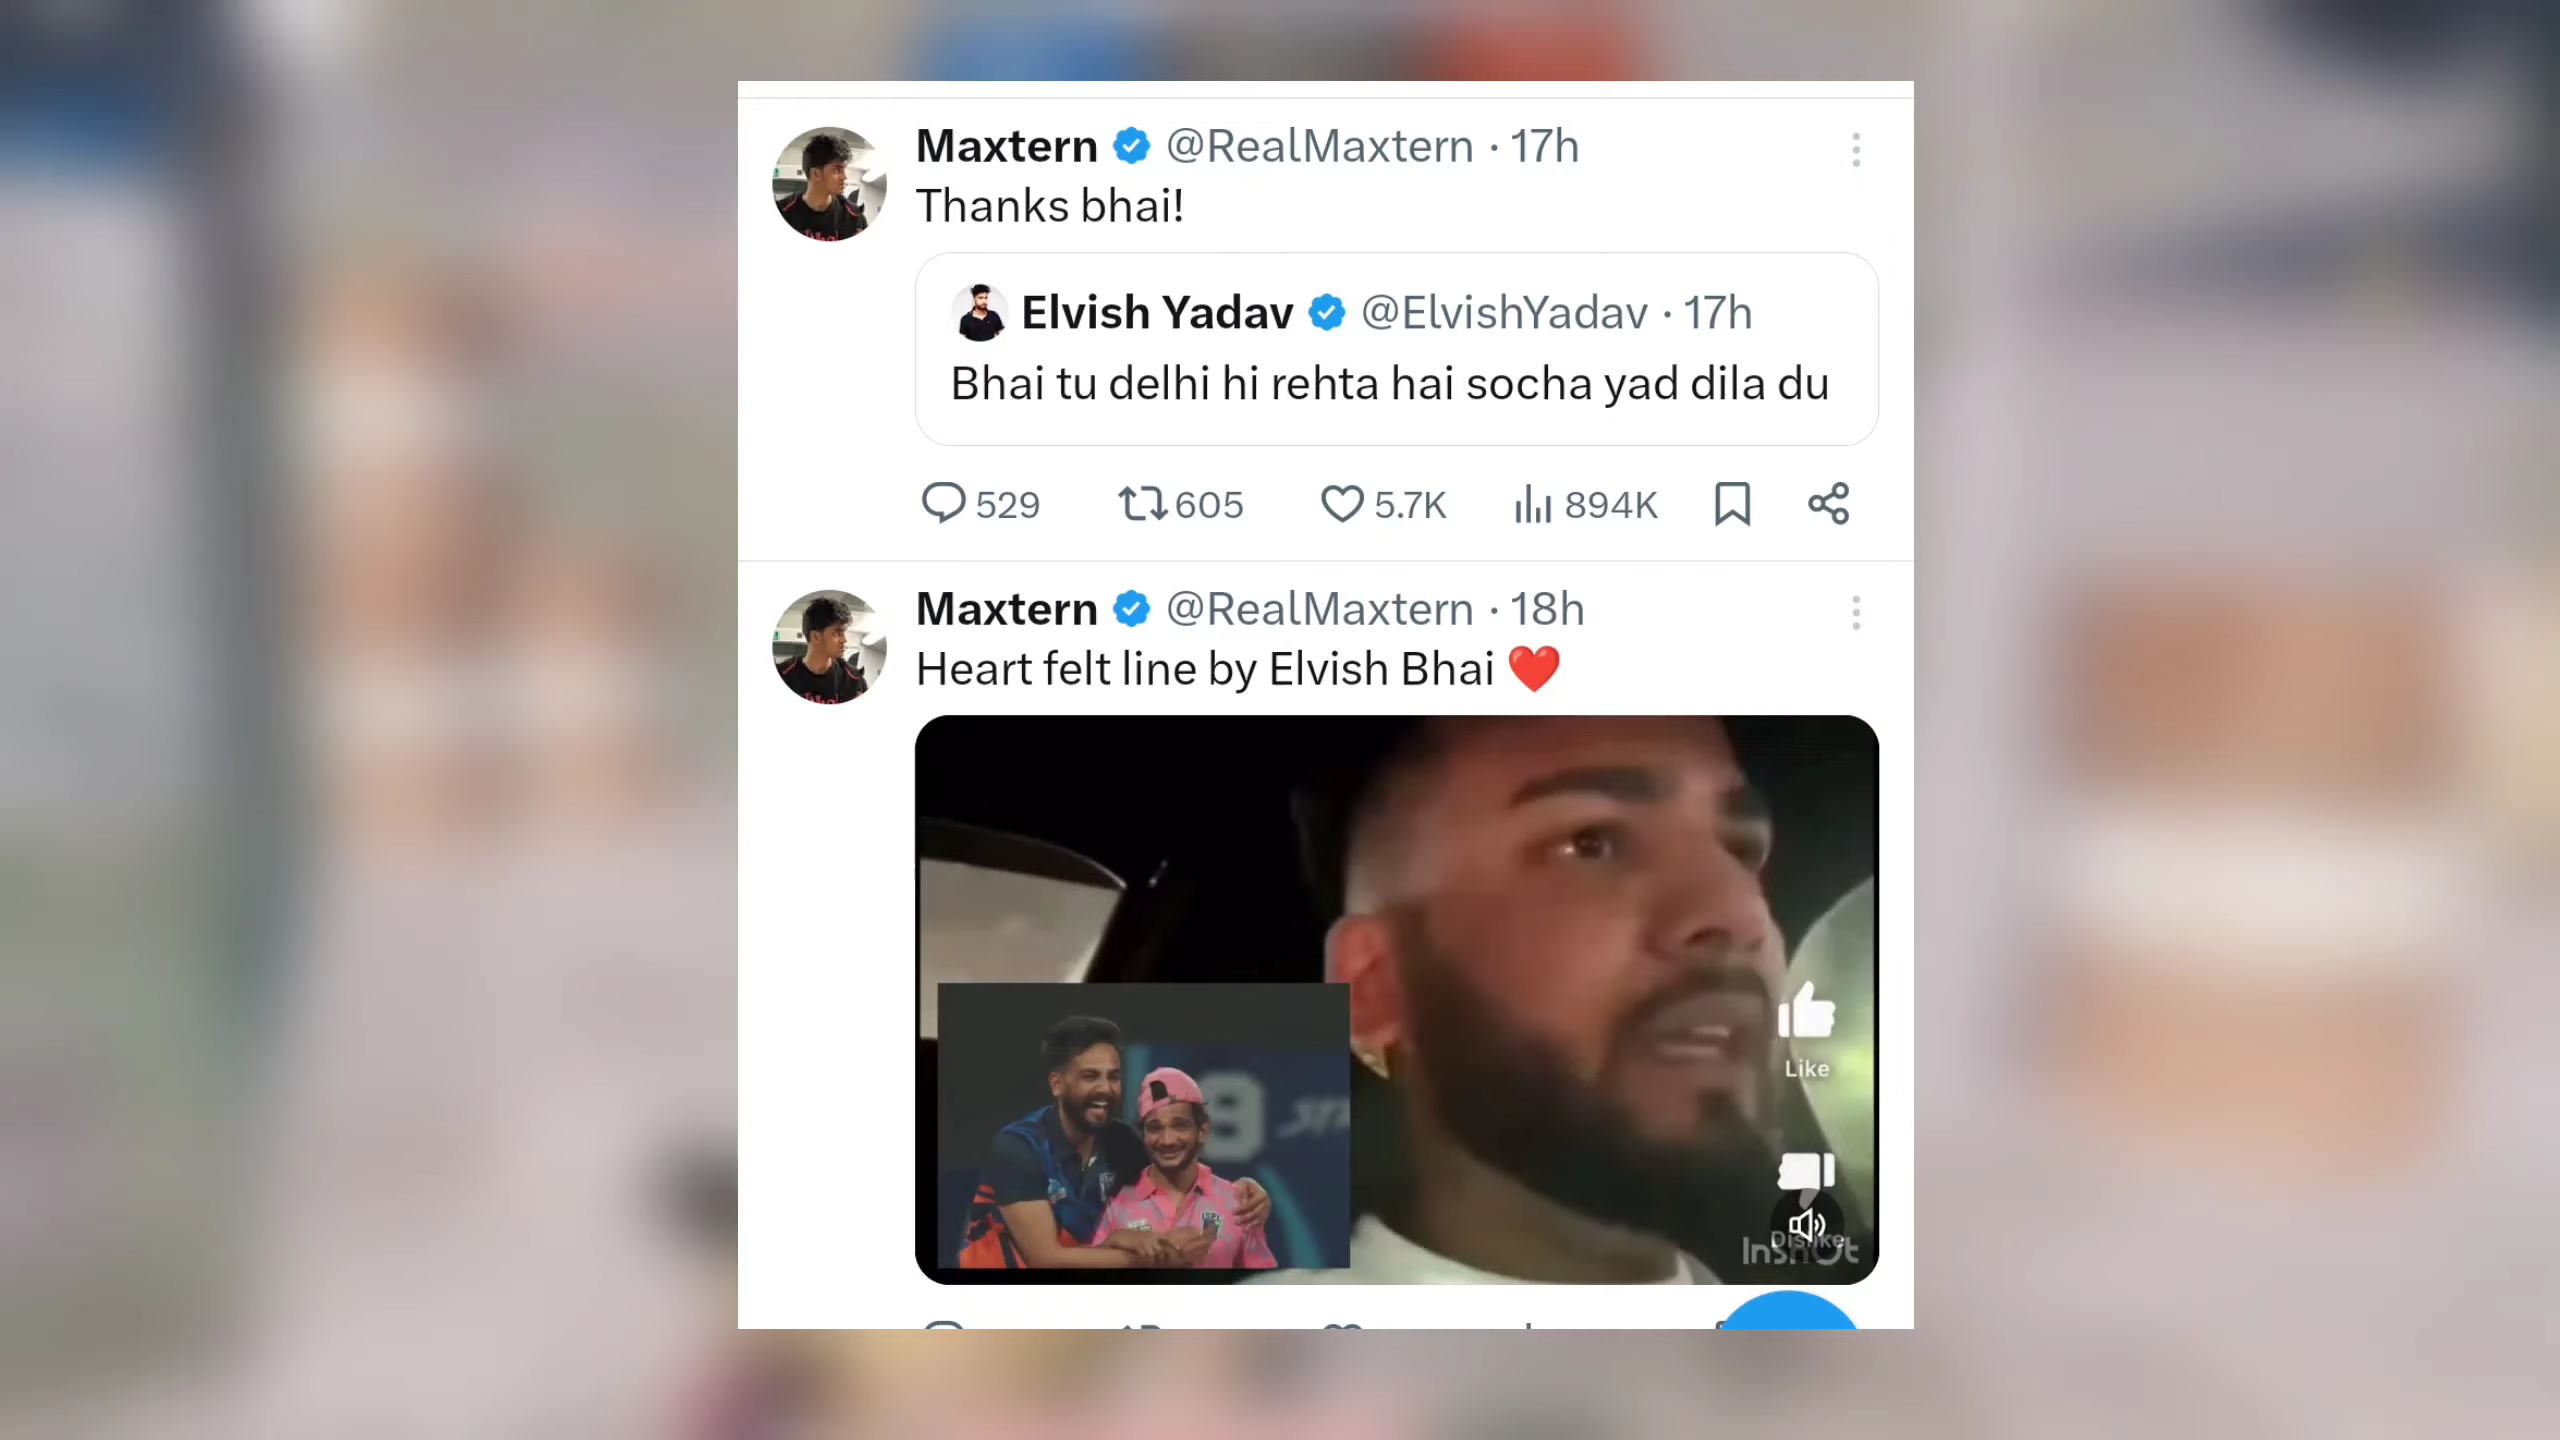 Maxtern @RealMaxtern · 17h
Thanks bhai!
Elvish Yadav @ElvishYadav · 17h
Bhai tu delhi hi rehta hai socha yad dila du
529 605 5.7K 894K
Maxtern @RealMaxtern · 18h
Heart felt line by Elvish Bhai ❤️
Like
Dislike
InShOt